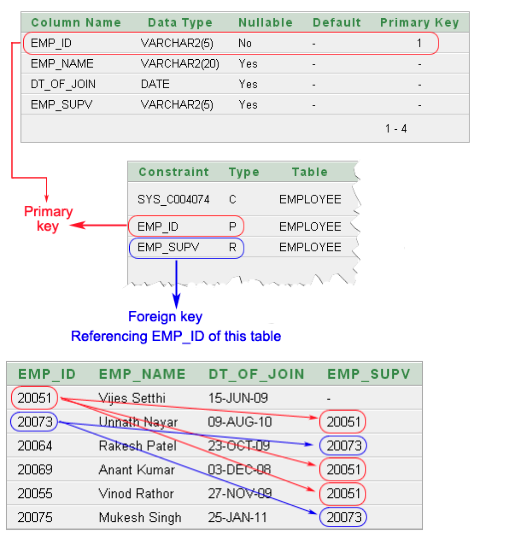 Column Name Data Type Nullable Default Primary Key
EMP_ID VARCHAR2(5) No - 1
EMP_NAME VARCHAR2(20) Yes - -
DT_OF_JOIN DATE Yes - -
EMP_SUPV VARCHAR2(5) Yes - -
1 - 4
Constraint Type Table
SYS_C004074 C EMPLOYEE
EMP_ID P EMPLOYEE
EMP_SUPV R EMPLOYEE
Primary
key
Foreign key
Referencing EMP_ID of this table
EMP_ID EMP_NAME DT_OF_JOIN EMP_SUPV
20051 Vijes Setthi 15-JUN-09 -
20073 Unnath Nayar 09-AUG-10 20051
20064 Rakesh Patel 23-OCT-09 20073
20069 Anant Kumar 03-DEC-08 20051
20055 Vinod Rathor 27-NOV-09 20051
20075 Mukesh Singh 25-JAN-11 20073